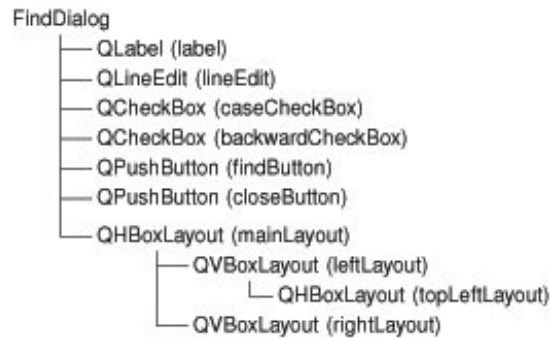 FindDialog
QLabel (label)
QLineEdit (lineEdit)
QCheckBox (caseCheckBox)
QCheckBox (backwardCheckBox)
QPushButton (findButton)
QPushButton (closeButton)
QHBoxLayout (mainLayout)
QVBoxLayout (leftLayout)
QHBoxLayout (topLeftLayout)
QVBoxLayout (rightLayout)